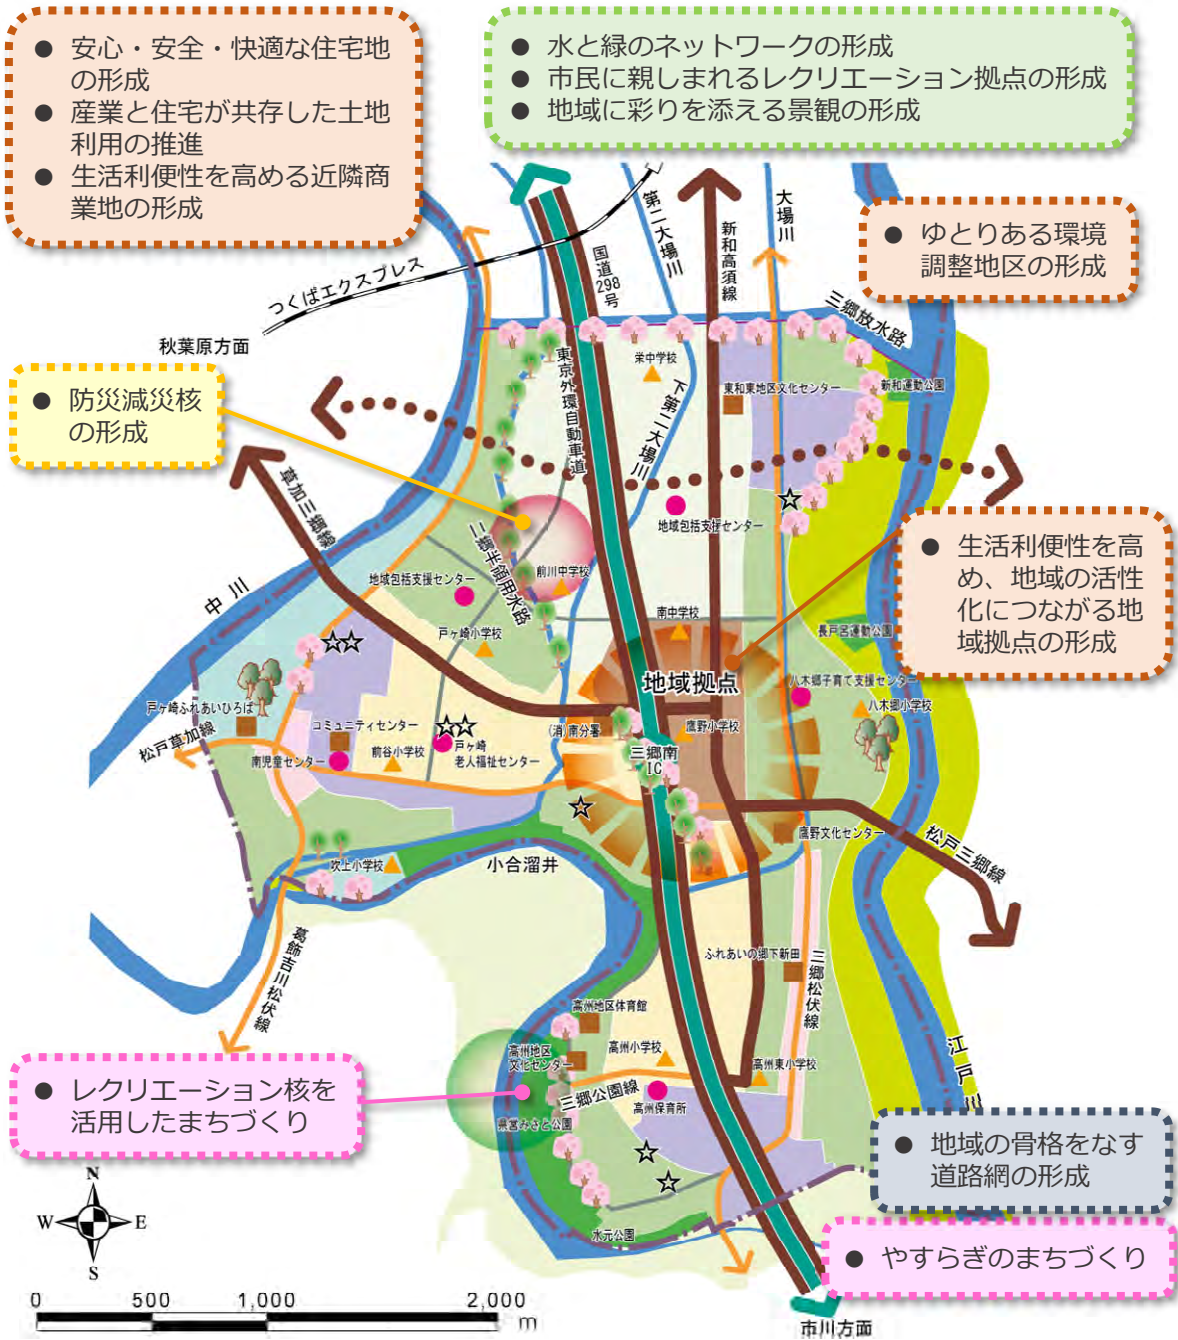 ● 安心・安全・快適な住宅地
の形成
● 産業と住宅が共存した土地
利用の推進
● 生活利便性を高める近隣商
業地の形成
● 水と緑のネットワークの形成
● 市民に親しまれるレクリエーション拠点の形成
● 地域に彩りを添える景観の形成
● ゆとりある環境
調整地区の形成
つくばエクスプレス
秋葉原方面
国道298号
第二大場川
新和高須線
大場川
三郷放水路
● 防災減災核
の形成
東京外環自動車道
栄中学校
下第二大場川
東和東地区文化センター
新和運動公園
草加三郷線
中川
二郷半領用水路
地域包括支援センター
前川中学校
地域包括支援センター
戸ヶ崎小学校
南中学校
長戸呂運動公園
● 生活利便性を高
め、地域の活性
化につながる地
域拠点の形成
地域拠点
八木郷子育て支援センター
八木郷小学校
戸ヶ崎ふれあいひろば
松戸草加線
コミュニティセンター
南児童センター
前谷小学校
戸ヶ崎
老人福祉センター
(消)南分署
鷹野小学校
三郷南
IC
鷹野文化センター
松戸三郷線
吹上小学校
小合溜井
葛飾吉川松伏線
ふれあいの郷下新田
三郷松伏線
高州地区体育館
高州地区
文化センター
高州小学校
高州東小学校
三郷公園線
高州保育所
県営みさと公園
江戸川
● レクリエーション核を
活用したまちづくり
● 地域の骨格をなす
道路網の形成
水元公園
● やすらぎのまちづくり
N
W E
S
0 500 1,000 2,000
m
市川方面